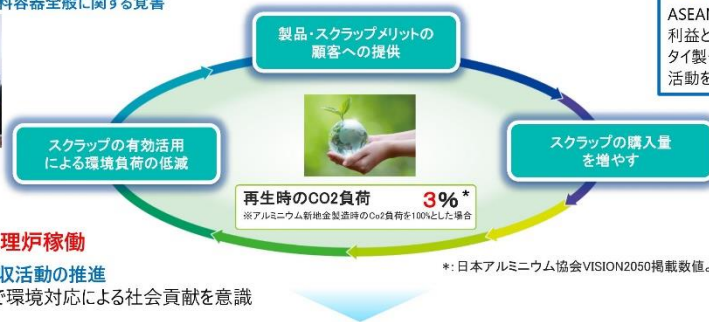 料容器全般に関する覚書
ASEAN
利益と
タイ製
活動を
製品・スクラップメリットの
顧客への提供
スクラップの有効活用
による環境負荷の低減
スクラップの購入量
を増やす
再生時のCO2負荷 3%*
※アルミニウム新地金製造時のCo2負荷を100%とした場合
理炉稼働
収活動の推進
で環境対応による社会貢献を意識
*:日本アルミニウム協会VISION2050掲載数値よ